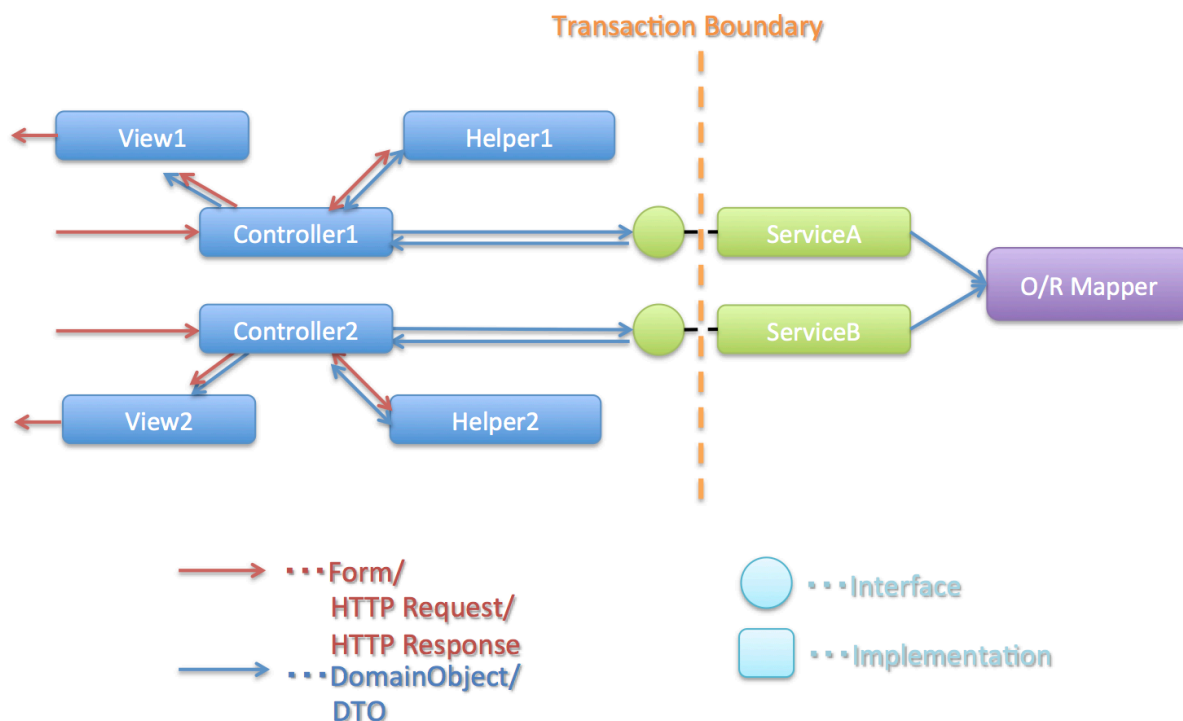 Transaction Boundary
View1
Helper1
Controller1
ServiceA
O/R Mapper
Controller2
ServiceB
View2
Helper2
···Form/
HTTP Request/
HTTP Response
···DomainObject/
DTO
···Interface
···Implementation